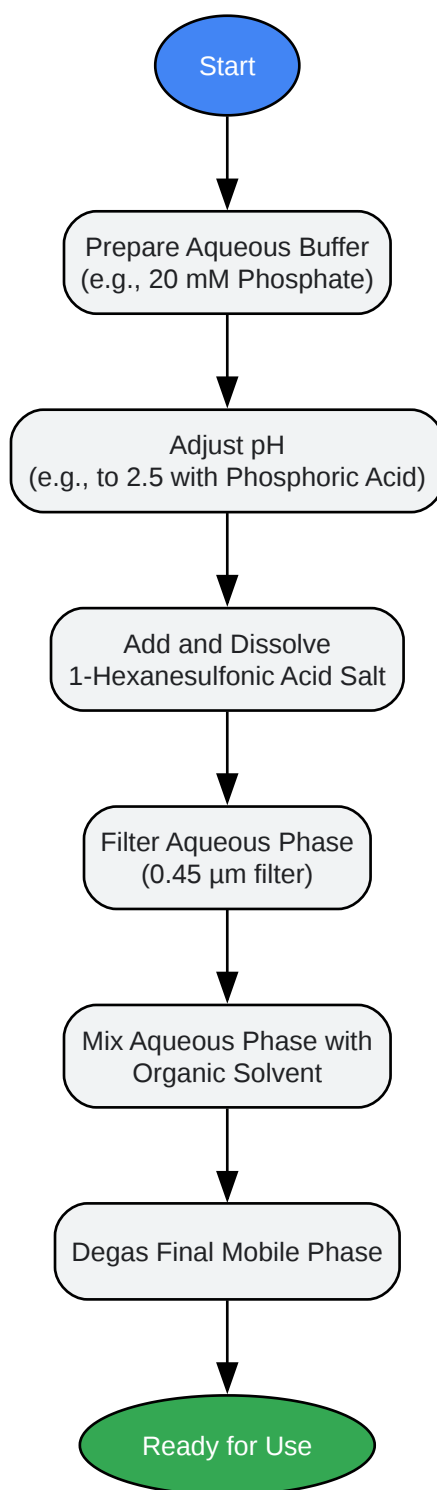 Start
Prepare Aqueous Buffer
(e.g., 20 mM Phosphate)
Adjust pH
(e.g., to 2.5 with Phosphoric Acid)
Add and Dissolve
1-Hexanesulfonic Acid Salt
Filter Aqueous Phase
(0.45 µm filter)
Mix Aqueous Phase with
Organic Solvent
Degas Final Mobile Phase
Ready for Use